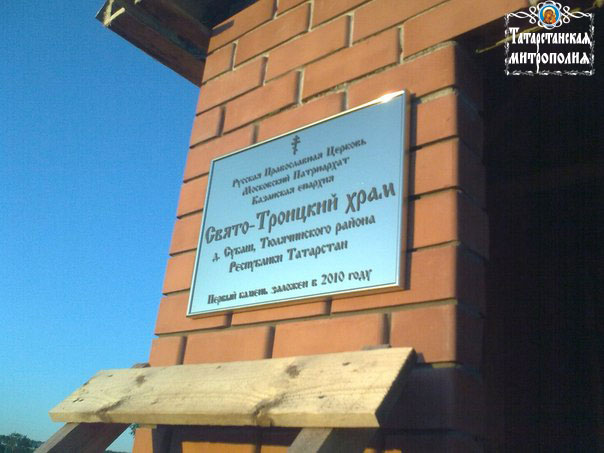 Татарстанская
митрополия
Русская Православная Церковь
Московский Патриархат
Казанская епархия
Свято-Троицкий храм
д. Субаш, Тюлячинского района
Республики Татарстан
Первый камень заложен в 2010 году